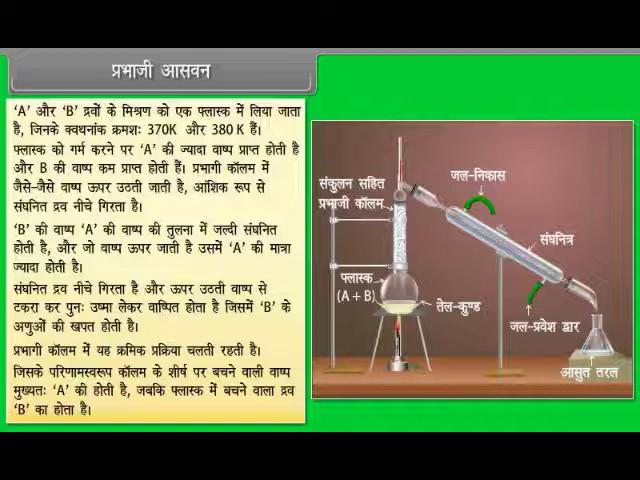 प्रभाजी आसवन
‘A’ और ‘B’ द्रवों के मिश्रण को एक फ्लास्क में लिया जाता
है, जिनके क्वथनांक क्रमशः 370K और 380 K हैं।
फ्लास्क को गर्म करने पर ‘A’ की ज्यादा वाष्प प्राप्त होती है
और B की वाष्प कम प्राप्त होती हैं। प्रभागी कॉलम में
जैसे-जैसे वाष्प ऊपर उठती जाती है, आंशिक रूप से
संघनित द्रव नीचे गिरता है।
‘B’ की वाष्प ‘A’ की वाष्प की तुलना में जल्दी संघनित
होती है, और जो वाष्प ऊपर जाती है उसमें ‘A’ की मात्रा
ज्यादा होती है।
संघनित द्रव नीचे गिरता है और ऊपर उठती वाष्प से
टकरा कर पुनः उष्मा लेकर वाष्पित होता है जिसमें ‘B’ के
अणुओं की खपत होती है।
प्रभागी कॉलम में यह क्रमिक प्रक्रिया चलती रहती है।
जिसके परिणामस्वरूप कॉलम के शीर्ष पर बचने वाली वाष्प
मुख्यतः ‘A’ की होती है, जबकि फ्लास्क में बचने वाला द्रव
‘B’ का होता है।
जल-निकास
संकुलन सहित
प्रभाजी कॉलम
संघनित्र
फ्लास्क
(A + B)
तेल-कुण्ड
जल-प्रवेश द्वार
आसुत तरल